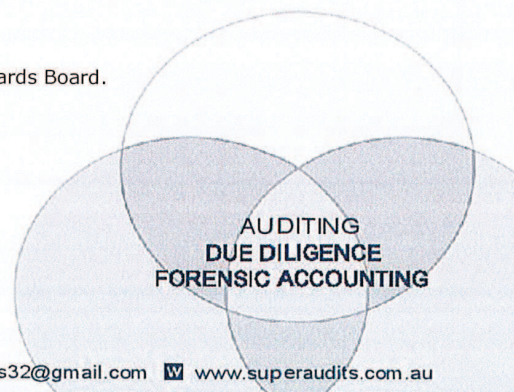 ards Board.
AUDITING
DUE DILIGENCE
FORENSIC ACCOUNTING
s32@gmail.com W www.superaudits.com.au